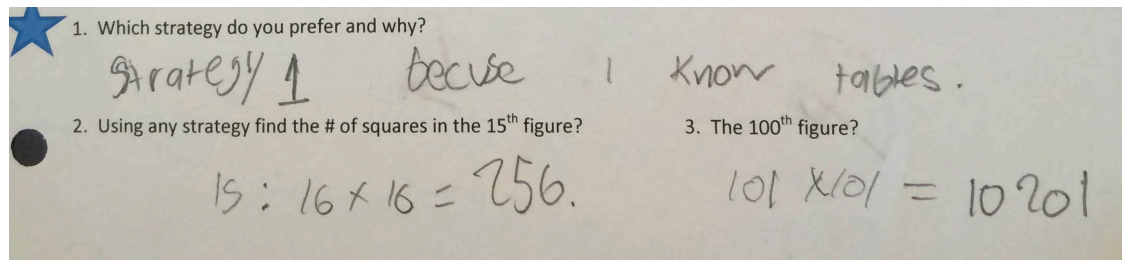 1. Which strategy do you prefer and why?
Strategy 1 becuse I know tables.
2. Using any strategy find the # of squares in the 15th figure?
3. The 100th figure?
15 : 16 x 16 = 256.
101 x 101 = 10201